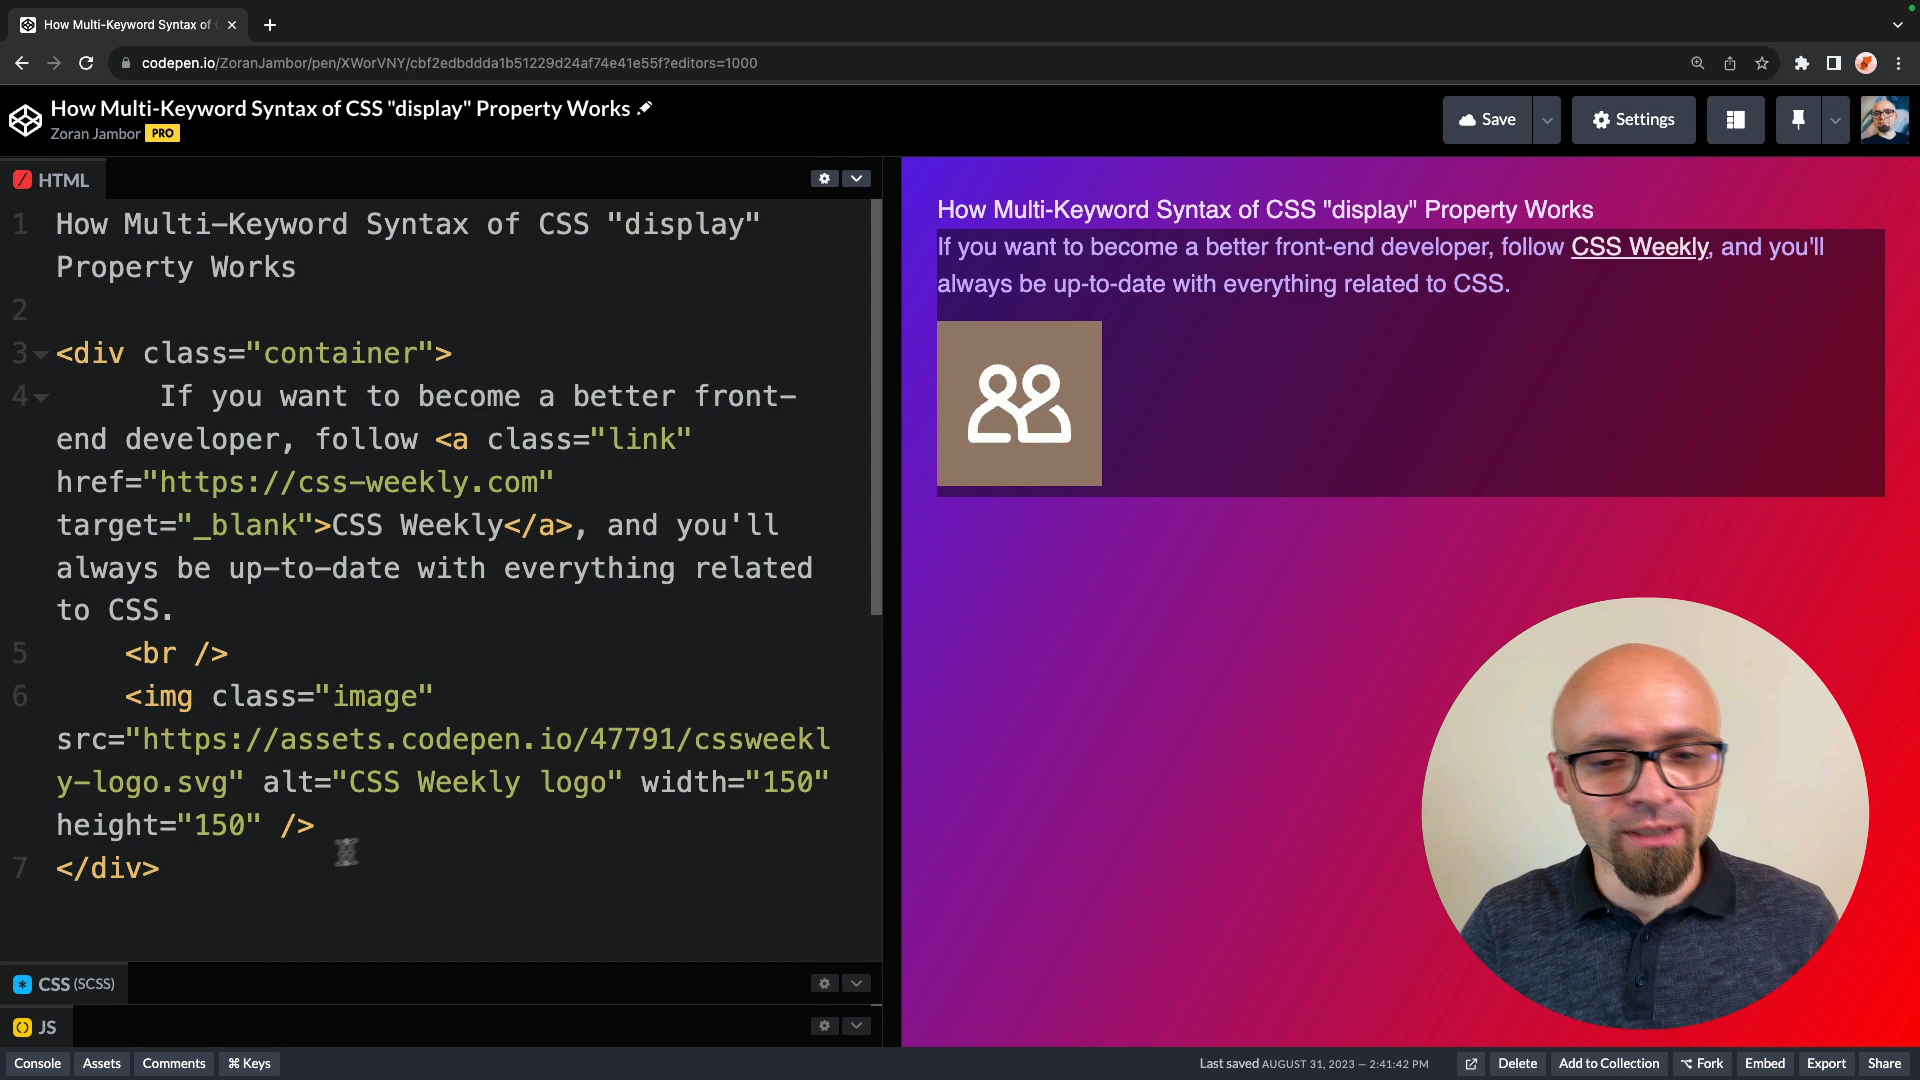 How Multi-Keyword Syntax of
codepen.io/ZoranJambor/pen/XWorVNY/cbf2edbddda1b51229d24af74e41e55f?editors=1000
How Multi-Keyword Syntax of CSS "display" Property Works
Zoran Jambor PRO
Save
Settings
HTML
1 How Multi-Keyword Syntax of CSS "display"
Property Works
2
3 <div class="container">
4 If you want to become a better front-
end developer, follow <a class="link"
href="https://css-weekly.com"
target="_blank">CSS Weekly</a>, and you'll
always be up-to-date with everything related
to CSS.
5 <br />
6 <img class="image"
src="https://assets.codepen.io/47791/cssweekl
y-logo.svg" alt="CSS Weekly logo" width="150"
height="150" />
7 </div>
CSS (SCSS)
JS
How Multi-Keyword Syntax of CSS "display" Property Works
If you want to become a better front-end developer, follow CSS Weekly, and you'll
always be up-to-date with everything related to CSS.
Console Assets Comments ⌘ Keys
Last saved AUGUST 31, 2023 — 2:41:42 PM
Delete Add to Collection Fork Embed Export Share